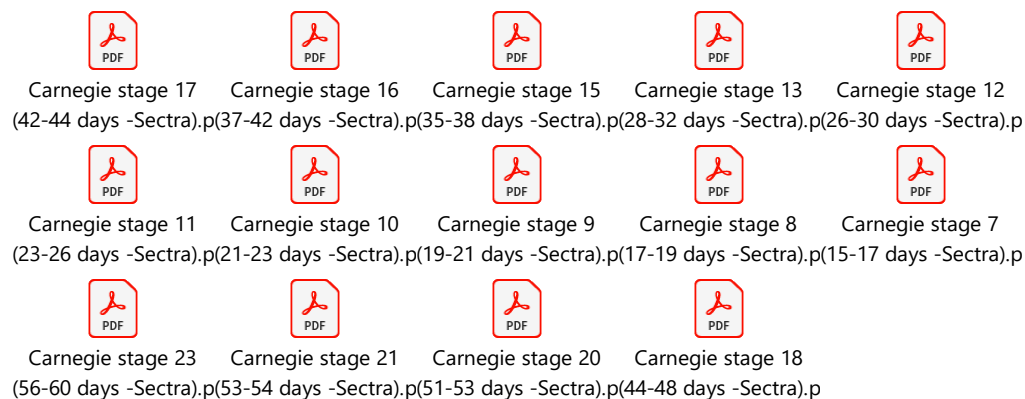 PDF PDF PDF PDF PDF
Carnegie stage 17 Carnegie stage 16 Carnegie stage 15 Carnegie stage 13 Carnegie stage 12
(42-44 days -Sectra).p(37-42 days -Sectra).p(35-38 days -Sectra).p(28-32 days -Sectra).p(26-30 days -Sectra).p
PDF PDF PDF PDF PDF
Carnegie stage 11 Carnegie stage 10 Carnegie stage 9 Carnegie stage 8 Carnegie stage 7
(23-26 days -Sectra).p(21-23 days -Sectra).p(19-21 days -Sectra).p(17-19 days -Sectra).p(15-17 days -Sectra).p
PDF PDF PDF PDF
Carnegie stage 23 Carnegie stage 21 Carnegie stage 20 Carnegie stage 18
(56-60 days -Sectra).p(53-54 days -Sectra).p(51-53 days -Sectra).p(44-48 days -Sectra).p